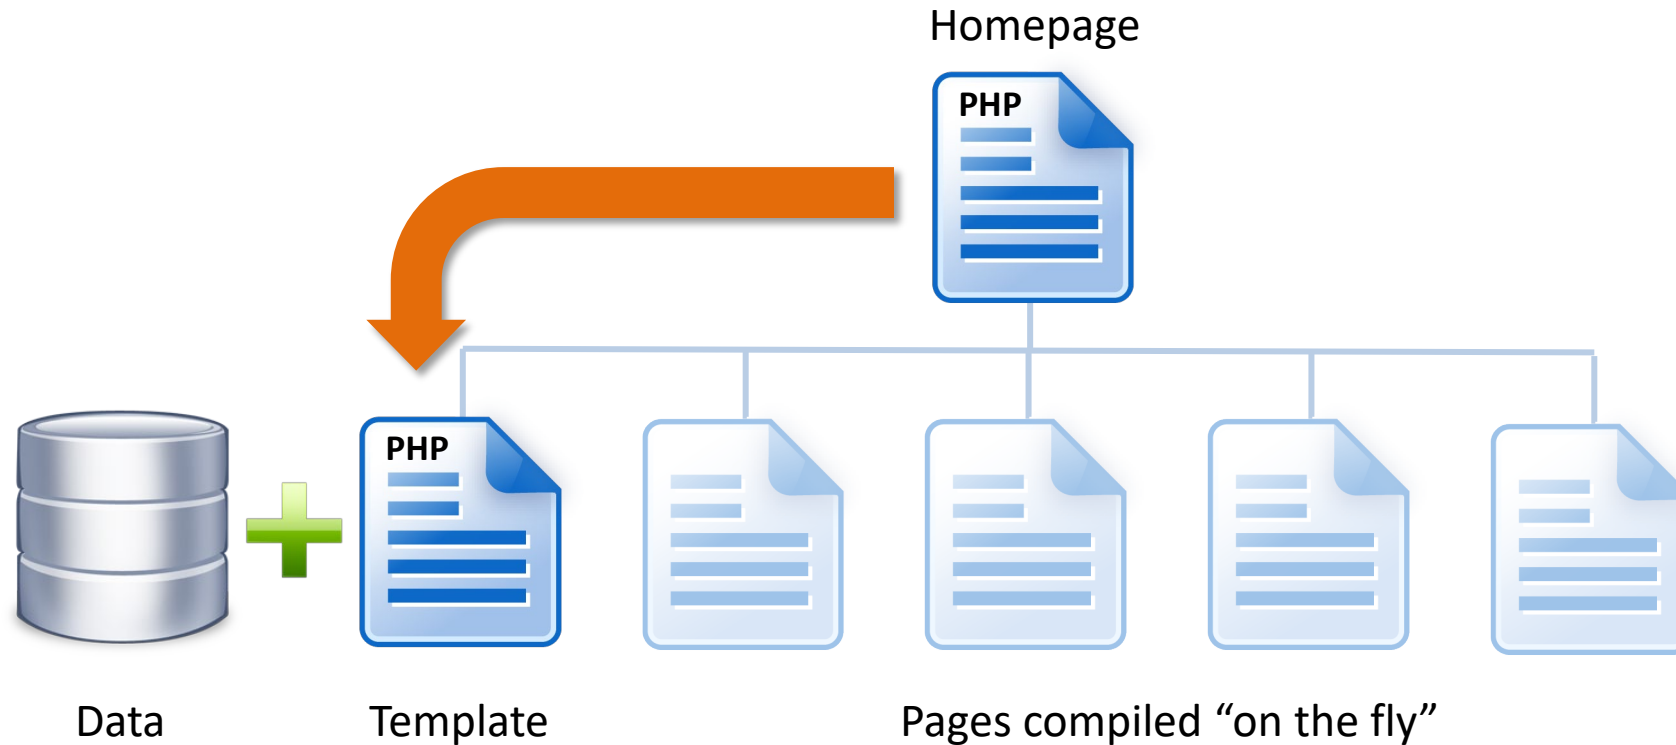 Homepage
PHP
PHP
Data
Template
Pages compiled “on the fly”